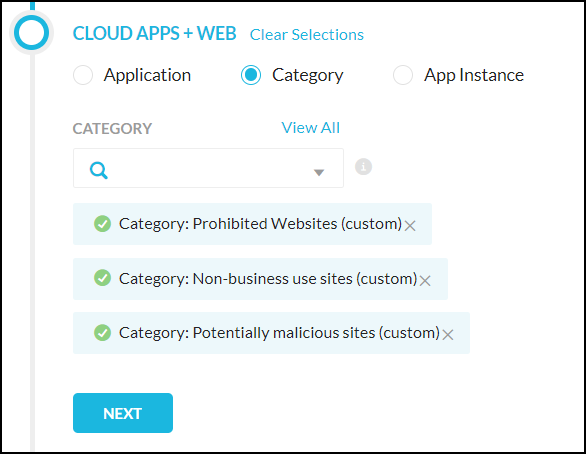 CLOUD APPS + WEB Clear Selections
Application Category App Instance
CATEGORY View All
Category: Prohibited Websites (custom)
Category: Non-business use sites (custom)
Category: Potentially malicious sites (custom)
NEXT